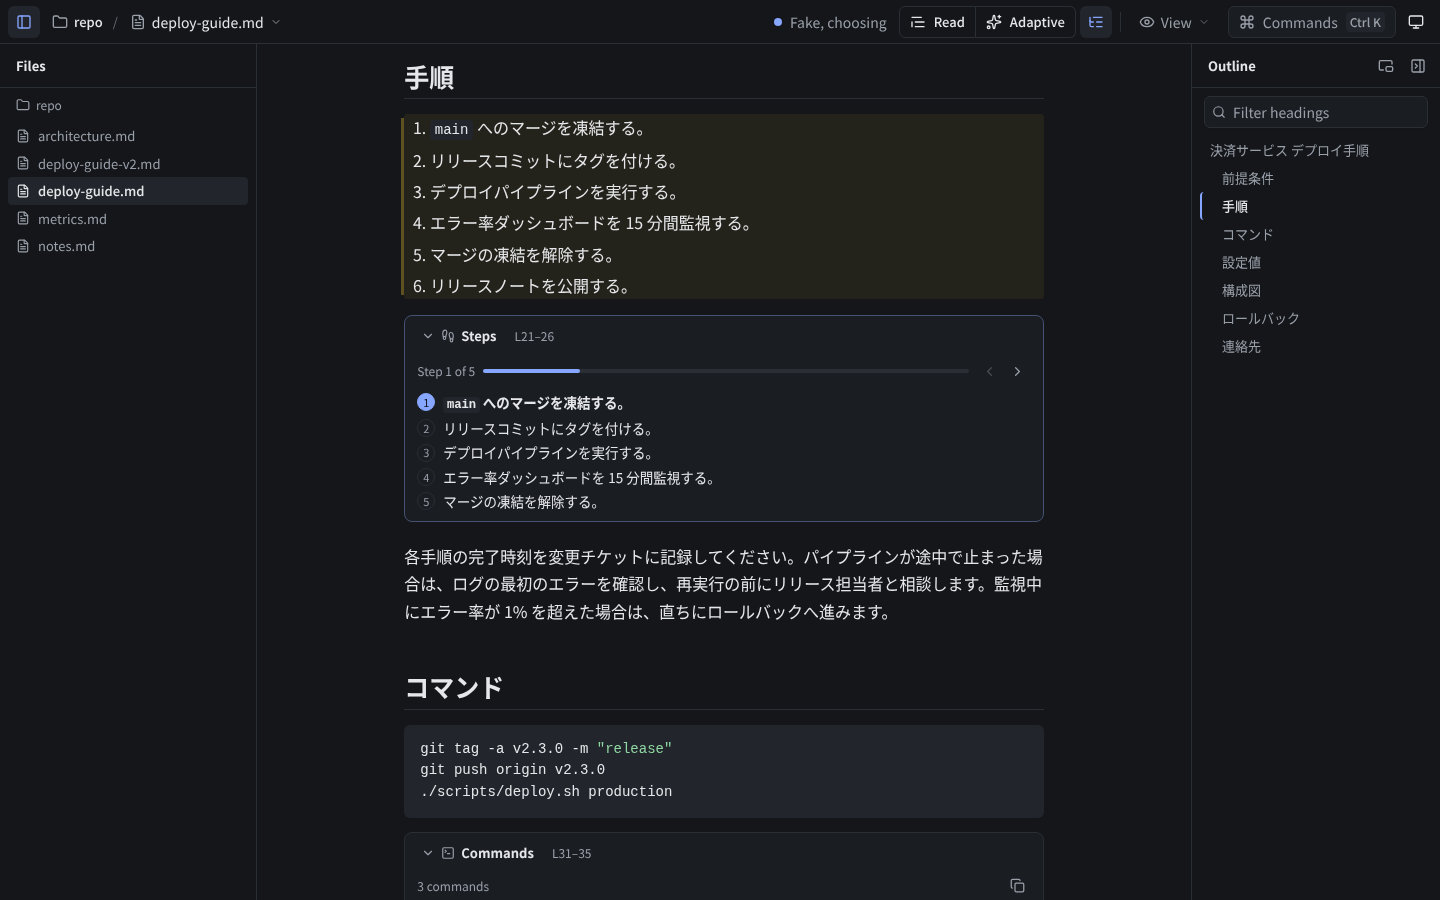 repo / deploy-guide.md
Fake, choosing
Read
Adaptive
View
Commands Ctrl K
Files
repo
architecture.md
deploy-guide-v2.md
deploy-guide.md
metrics.md
notes.md
手順
1. main へのマージを凍結する。
2. リリースコミットにタグを付ける。
3. デプロイパイプラインを実行する。
4. エラー率ダッシュボードを 15 分間監視する。
5. マージの凍結を解除する。
6. リリースノートを公開する。
Steps L21–26
Step 1 of 5
1 main へのマージを凍結する。
2 リリースコミットにタグを付ける。
3 デプロイパイプラインを実行する。
4 エラー率ダッシュボードを 15 分間監視する。
5 マージの凍結を解除する。
各手順の完了時刻を変更チケットに記録してください。パイプラインが途中で止まった場
合は、ログの最初のエラーを確認し、再実行の前にリリース担当者と相談します。監視中
にエラー率が 1% を超えた場合は、直ちにロールバックへ進みます。
コマンド
git tag -a v2.3.0 -m "release"
git push origin v2.3.0
./scripts/deploy.sh production
Commands L31–35
3 commands
Outline
Filter headings
決済サービス デプロイ手順
前提条件
手順
コマンド
設定値
構成図
ロールバック
連絡先